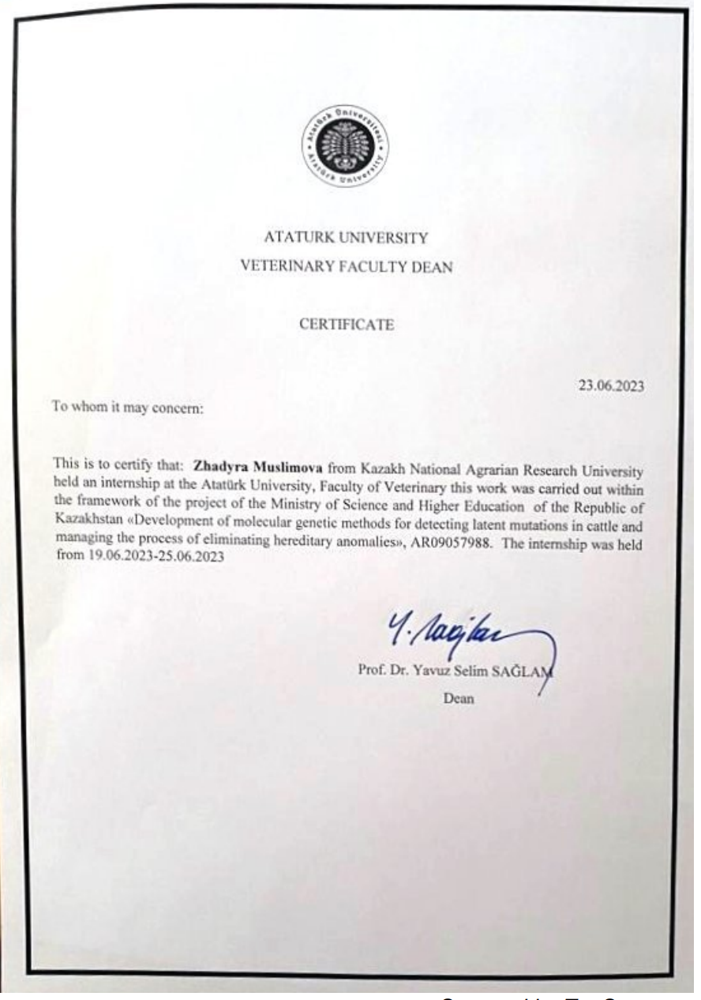 Atatürk Üniversitesi
Atatürk University
ATATURK UNIVERSITY
VETERINARY FACULTY DEAN
CERTIFICATE
23.06.2023
To whom it may concern:
This is to certify that: Zhadyra Muslimova from Kazakh National Agrarian Research University
held an internship at the Atatürk University, Faculty of Veterinary this work was carried out within
the framework of the project of the Ministry of Science and Higher Education of the Republic of
Kazakhstan «Development of molecular genetic methods for detecting latent mutations in cattle and
managing the process of eliminating hereditary anomalies», AR09057988. The internship was held
from 19.06.2023-25.06.2023
Prof. Dr. Yavuz Selim SAĞLAM
Dean